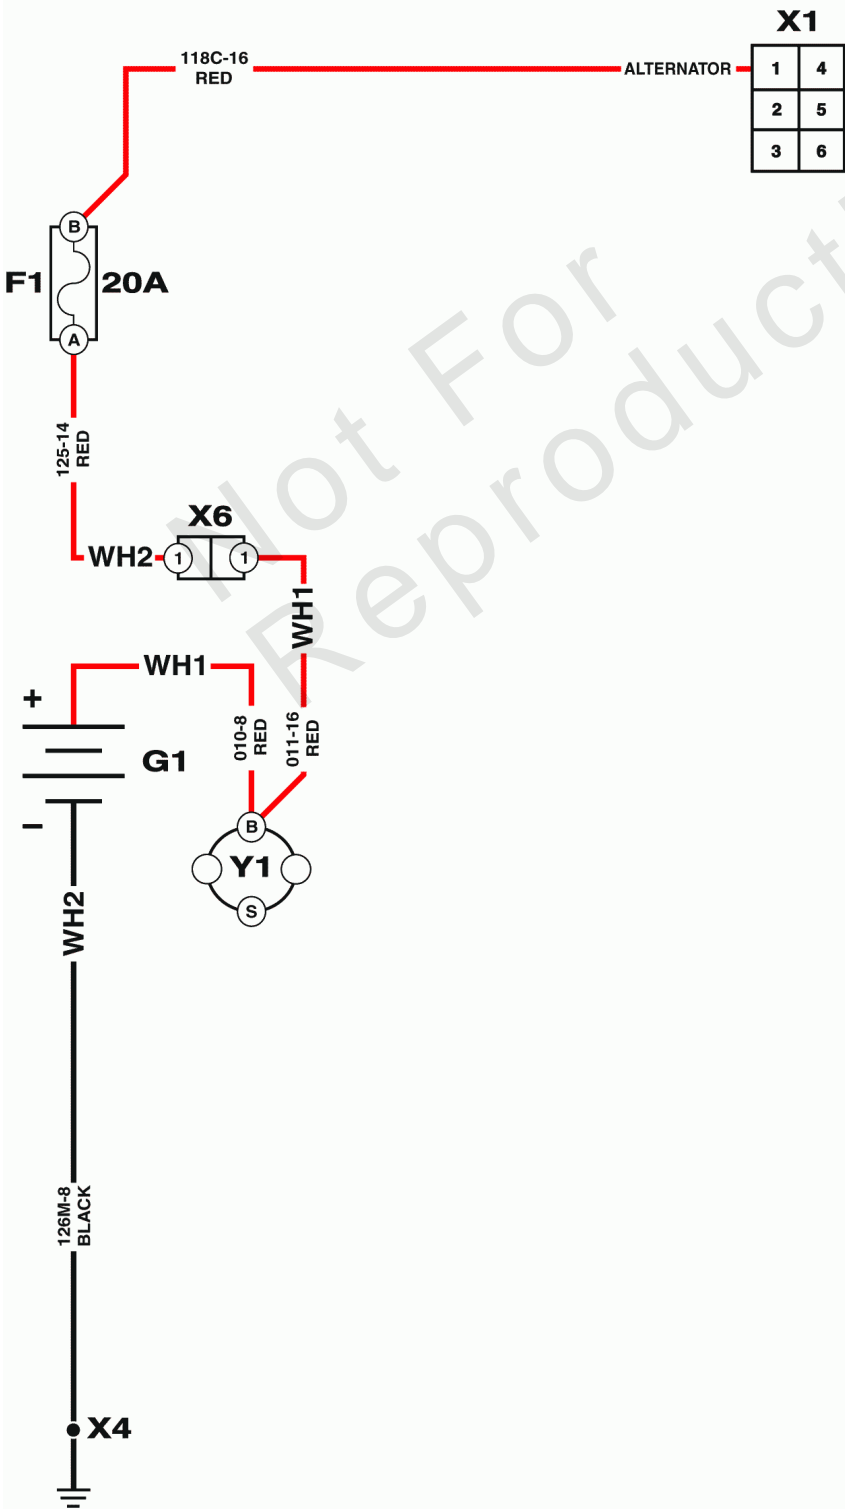 X1
118C-16
RED
ALTERNATOR
1 4
2 5
3 6
B
F1 20A
A
125-14
RED
X6
WH2 1 1
WH1
WH1
+
010-8
RED
011-16
RED
G1
B
–
Y1
S
WH2
126M-8
BLACK
X4
Not For
Reproduct